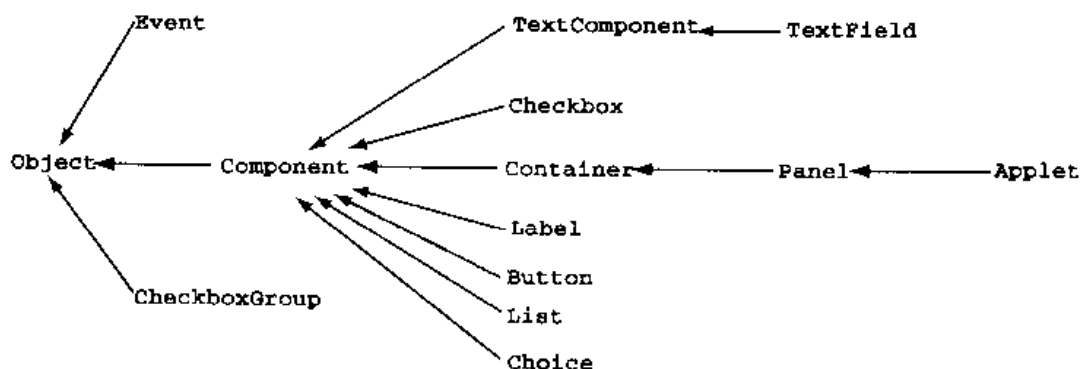 Event
TextComponent
TextField
Checkbox
Object
Component
Container
Panel
Applet
Label
Button
CheckboxGroup
List
Choice